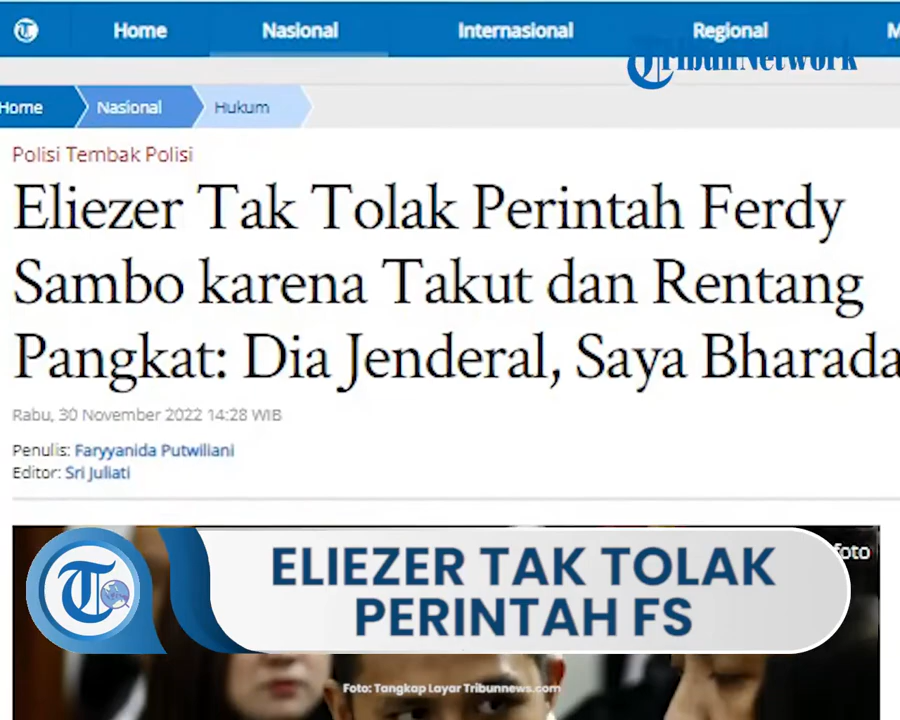 Home Nasional Internasional Regional
TribunNetwork
Home Nasional Hukum
Polisi Tembak Polisi
Eliezer Tak Tolak Perintah Ferdy
Sambo karena Takut dan Rentang
Pangkat: Dia Jenderal, Saya Bharada
Rabu, 30 November 2022 14:28 WIB
Penulis: Faryyanida Putwiliani
Editor: Sri Juliati
foto
ELIEZER TAK TOLAK
PERINTAH FS
Foto: Tangkap Layar Tribunnews.com